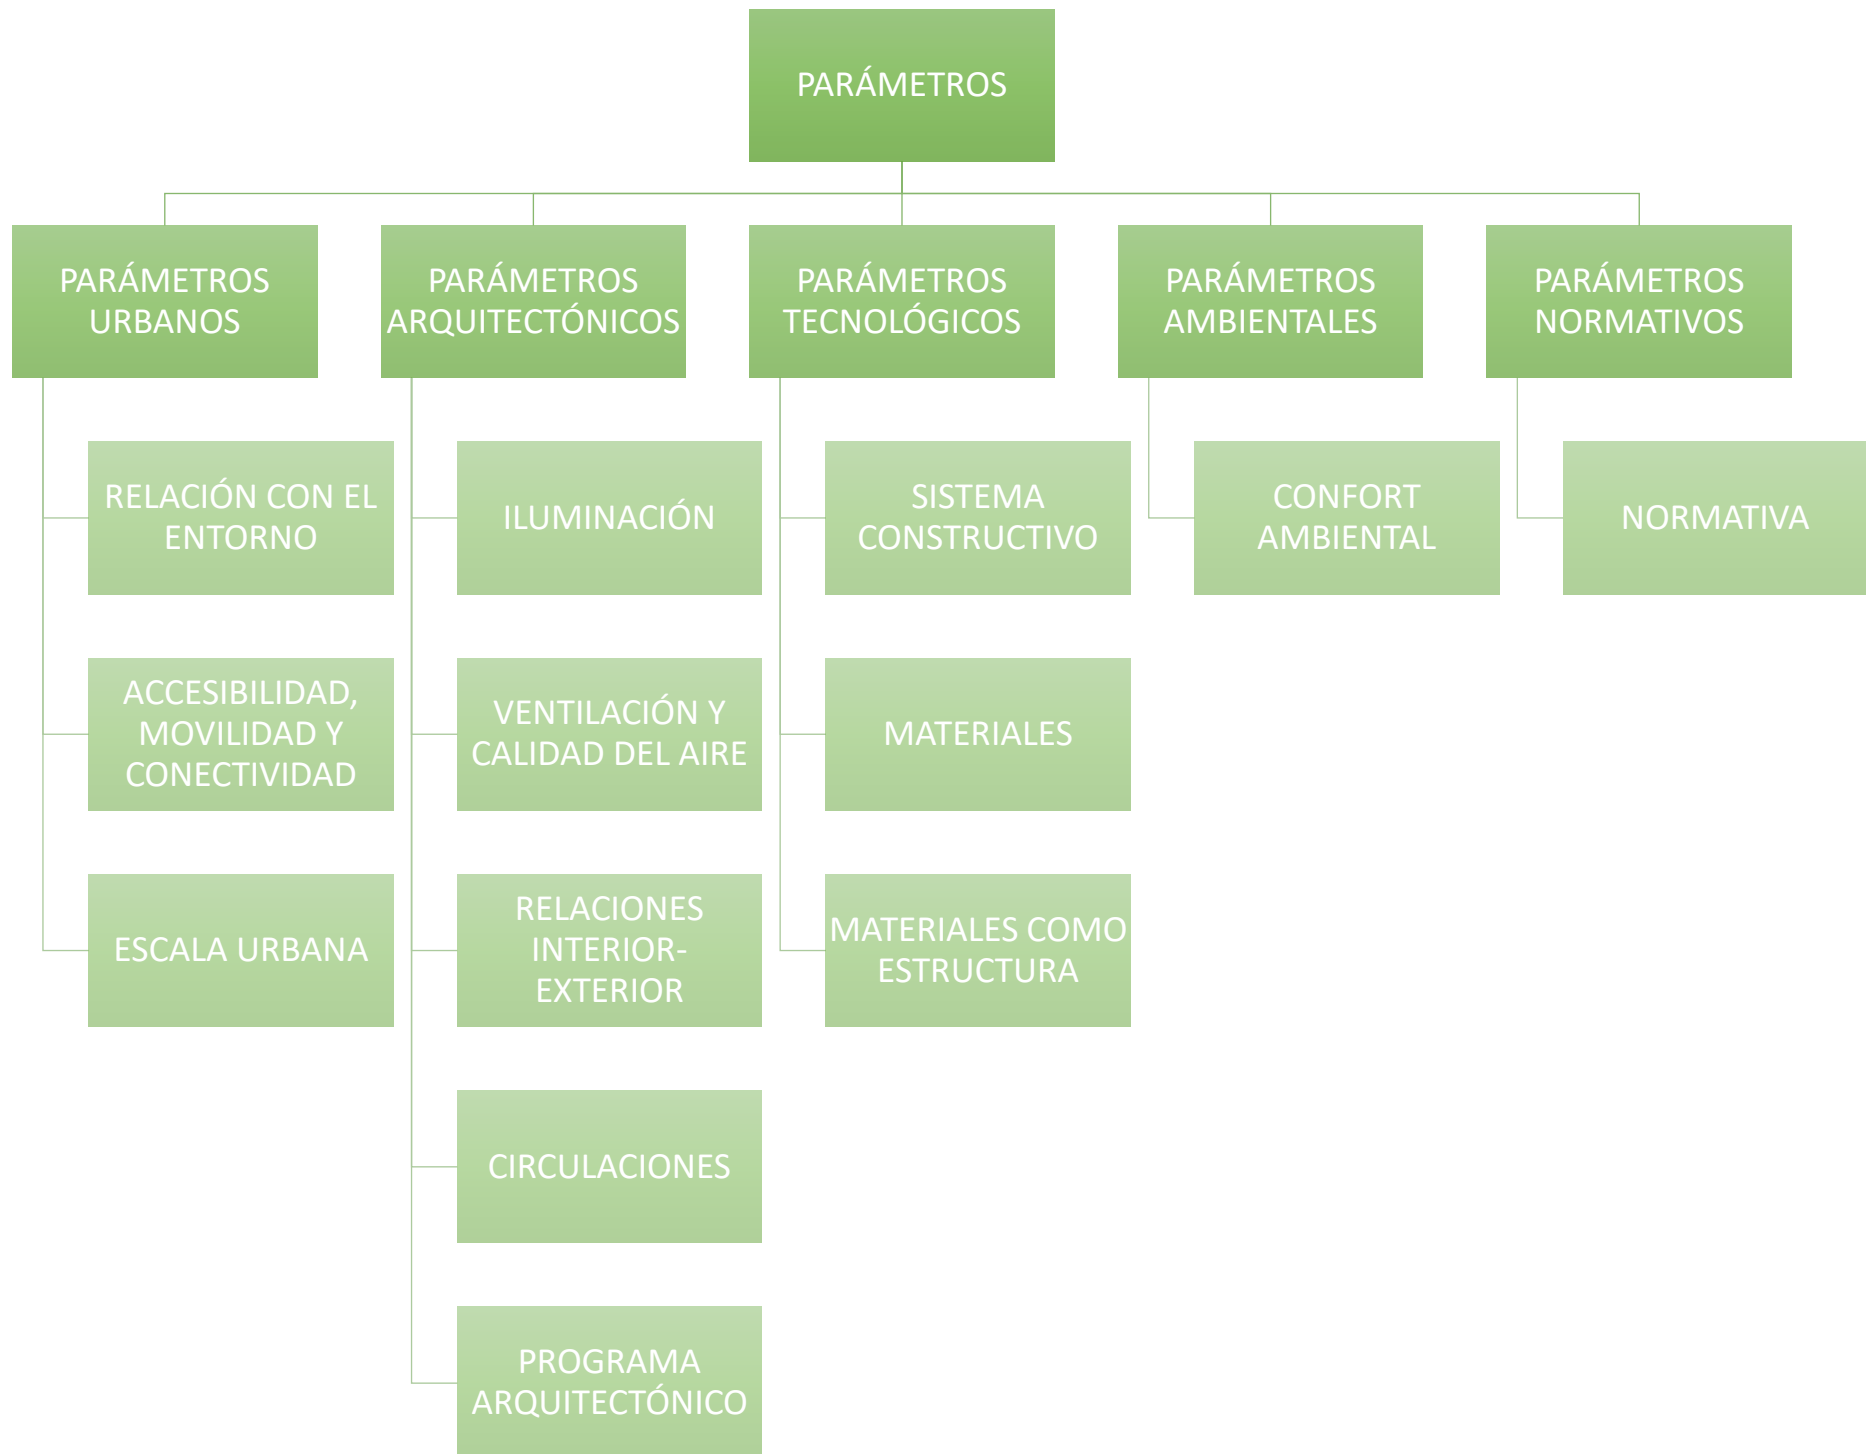 PARÁMETROS
PARÁMETROS
URBANOS
PARÁMETROS
ARQUITECTÓNICOS
PARÁMETROS
TECNOLÓGICOS
PARÁMETROS
AMBIENTALES
PARÁMETROS
NORMATIVOS
RELACIÓN CON EL
ENTORNO
ACCESIBILIDAD,
MOVILIDAD Y
CONECTIVIDAD
ESCALA URBANA
ILUMINACIÓN
VENTILACIÓN Y
CALIDAD DEL AIRE
RELACIONES
INTERIOR-
EXTERIOR
CIRCULACIONES
PROGRAMA
ARQUITECTÓNICO
SISTEMA
CONSTRUCTIVO
MATERIALES
MATERIALES COMO
ESTRUCTURA
CONFORT
AMBIENTAL
NORMATIVA